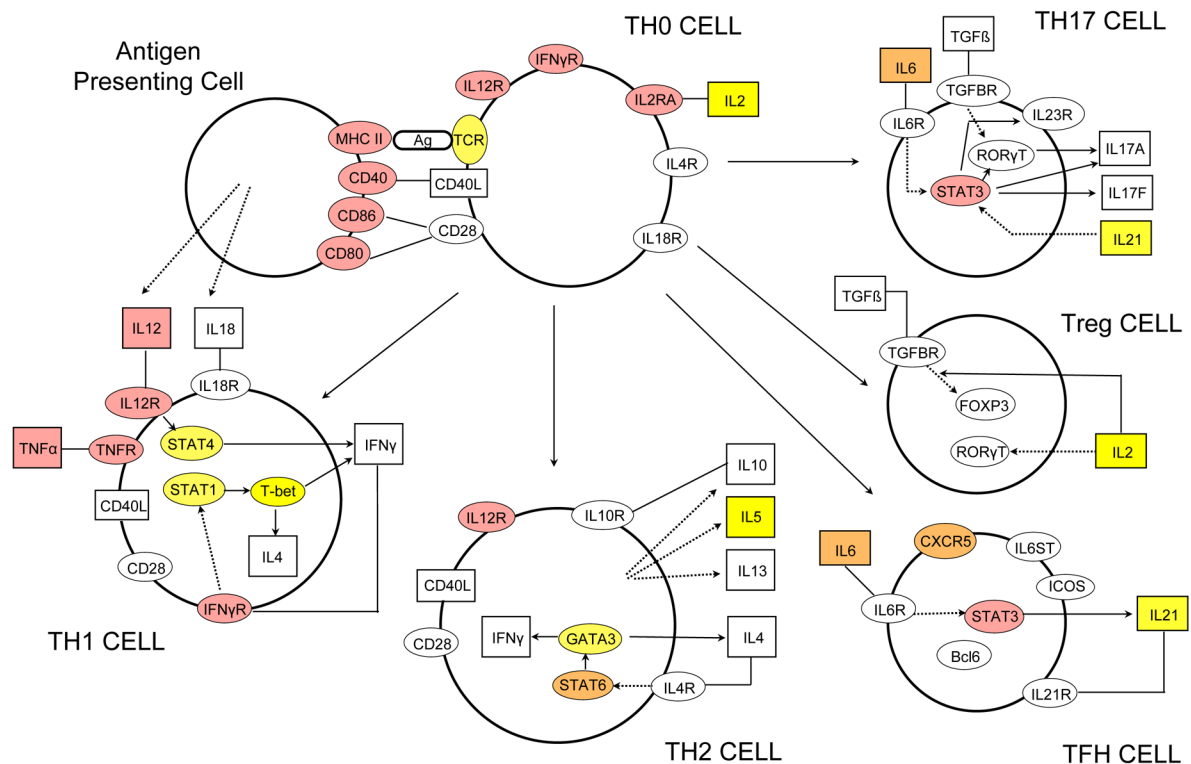 Antigen
Presenting Cell
TH0 CELL
IL12R
IFNγR
IL2RA
IL2
MHC II
Ag
TCR
CD40
CD40L
IL4R
CD86
CD28
CD80
IL18R
TH17 CELL
TGFß
IL6
TGFBR
IL6R
IL23R
RORγT
IL17A
STAT3
IL17F
IL21
Treg CELL
TGFß
TGFBR
FOXP3
RORγT
IL2
IL12
IL18
IL18R
IL12R
TNFα
TNFR
STAT4
IFNγ
STAT1
T-bet
CD40L
IL4
CD28
IFNγR
TH1 CELL
IL10
IL12R
IL10R
IL5
IL13
CD40L
CD28
IFNγ
GATA3
IL4
STAT6
IL4R
TH2 CELL
IL6
CXCR5
IL6ST
ICOS
IL6R
STAT3
IL21
Bcl6
IL21R
TFH CELL